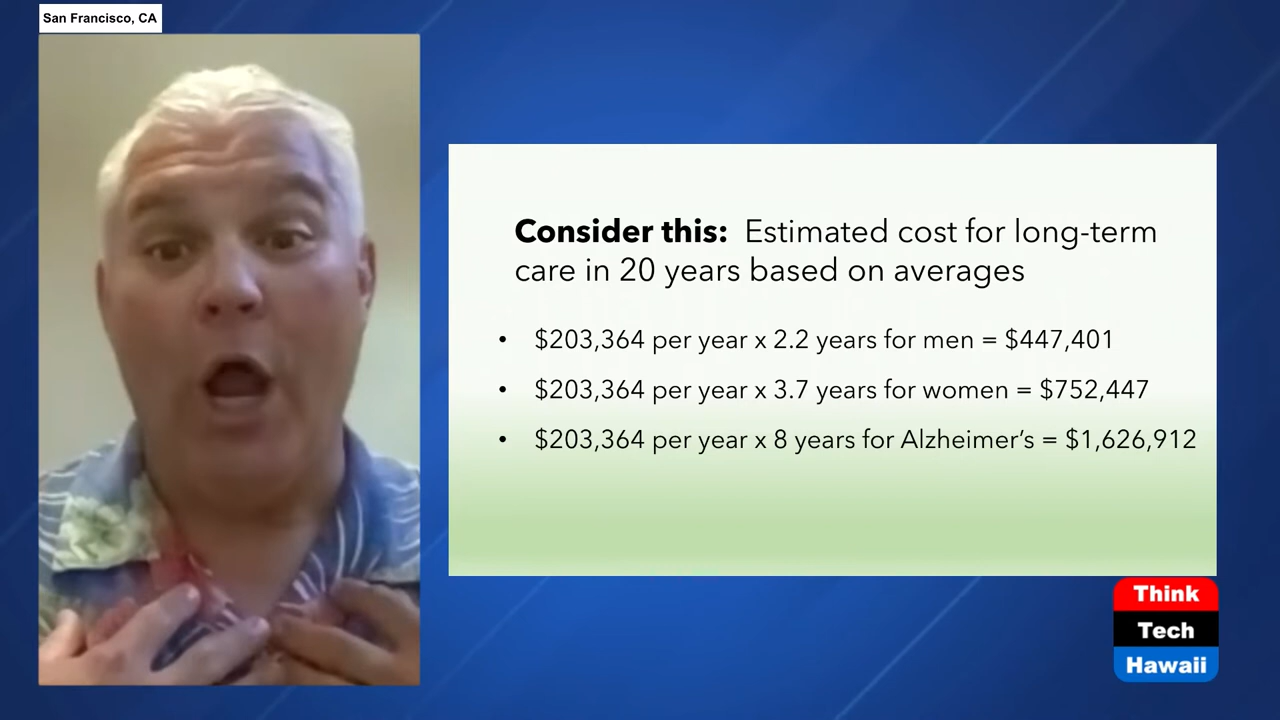 San Francisco, CA
Consider this: Estimated cost for long-term
care in 20 years based on averages
• $203,364 per year x 2.2 years for men = $447,401
• $203,364 per year x 3.7 years for women = $752,447
• $203,364 per year x 8 years for Alzheimer’s = $1,626,912
Think
Tech
Hawaii